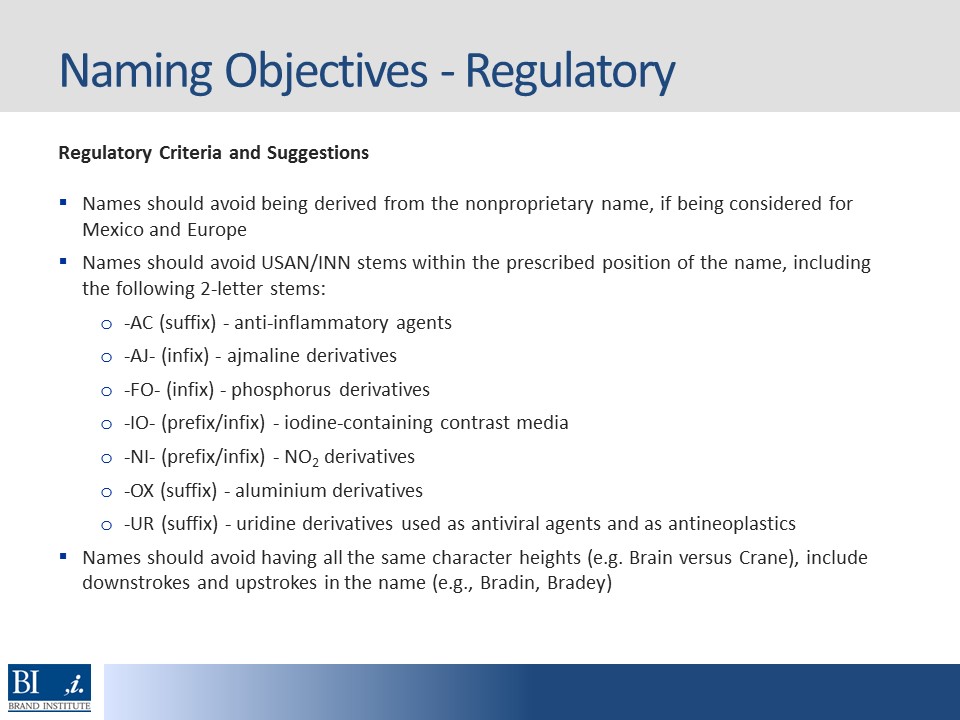 Naming Objectives - Regulatory
Regulatory Criteria and Suggestions
▪ Names should avoid being derived from the nonproprietary name, if being considered for
Mexico and Europe
▪ Names should avoid USAN/INN stems within the prescribed position of the name, including
the following 2-letter stems:
o -AC (suffix) - anti-inflammatory agents
o -AJ- (infix) - ajmaline derivatives
o -FO- (infix) - phosphorus derivatives
o -IO- (prefix/infix) - iodine-containing contrast media
o -NI- (prefix/infix) - NO₂ derivatives
o -OX (suffix) - aluminium derivatives
o -UR (suffix) - uridine derivatives used as antiviral agents and as antineoplastics
▪ Names should avoid having all the same character heights (e.g. Brain versus Crane), include
downstrokes and upstrokes in the name (e.g., Bradin, Bradey)
BI ,i.
BRAND INSTITUTE